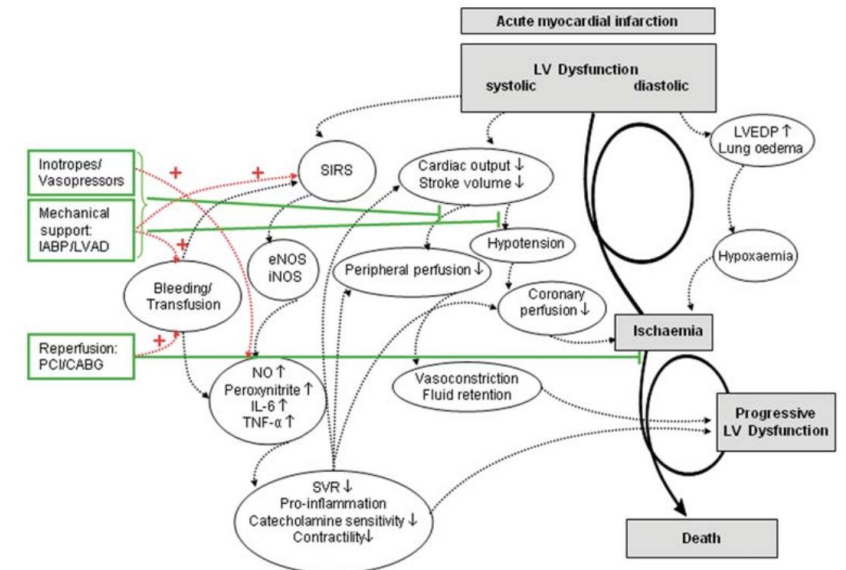 Acute myocardial infarction
LV Dysfunction
systolic diastolic
LVEDP ↑
Lung oedema
Inotropes/
Vasopressors
+
+
SIRS
Cardiac output ↓
Stroke volume ↓
Mechanical
support:
IABP/LVAD
+
Hypotension
eNOS
iNOS
Peripheral perfusion ↓
Hypoxaemia
Bleeding/
Transfusion
Coronary
perfusion ↓
Ischaemia
Reperfusion:
PCI/CABG
+
NO ↑
Peroxynitrite ↑
IL-6 ↑
TNF-α ↑
Vasoconstriction
Fluid retention
Progressive
LV Dysfunction
SVR ↓
Pro-inflammation
Catecholamine sensitivity ↓
Contractility↓
Death